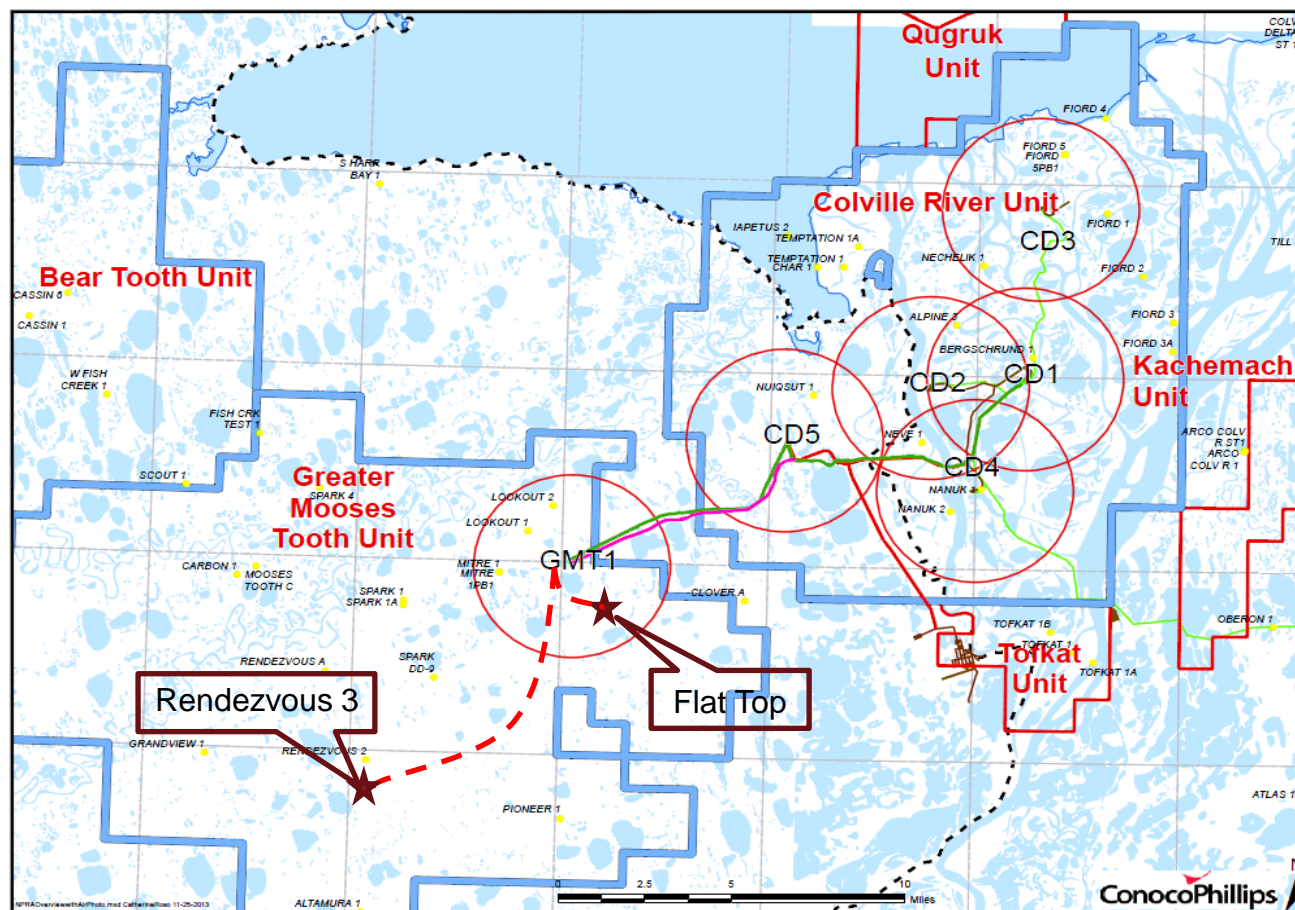 COLV
DELTA
ST 1
Qugruk
Unit
FIORD 4
FIORD 5
FIORD
5PB1
S HARR
BAY 1
Colville River Unit
FIORD 1
IAPETUS 2
TEMPTATION 1A
CD3
TILL
TEMPTATION 1
CHAR 1
NECHELIK 1
FIORD 2
Bear Tooth Unit
CASSIN 6
CASSIN 1
ALPINE 3
FIORD 3
BERGSCHRUND 1
FIORD 3A
Kachemach
Unit
CD1
CD2
W FISH
CREEK 1
NUIQSUT 1
FISH CRK
TEST 1
CD5
NEVE 1
ARCO COLV
R ST1
ARCO
COLV R 1
CD4
SCOUT 1
Greater
Mooses
Tooth Unit
SPARK 4
LOOKOUT 2
NANUK 1
NANUK 2
LOOKOUT 1
GMT1
CARBON 1
MOOSES
TOOTH C
MITRE 1
MITRE
1PB1
SPARK 1
SPARK 1A
CLOVER A
OBERON 1
TOFKAT 1B
TOFKAT 1
TOFKAT 1A
Tofkat
Unit
RENDEZVOUS A
SPARK
DD-9
Rendezvous 3
Flat Top
GRANDVIEW 1
RENDEZVOUS 2
PIONEER 1
ATLAS 1
0 2.5 5 10
Miles
ConocoPhillips
N
ALTAMURA 1